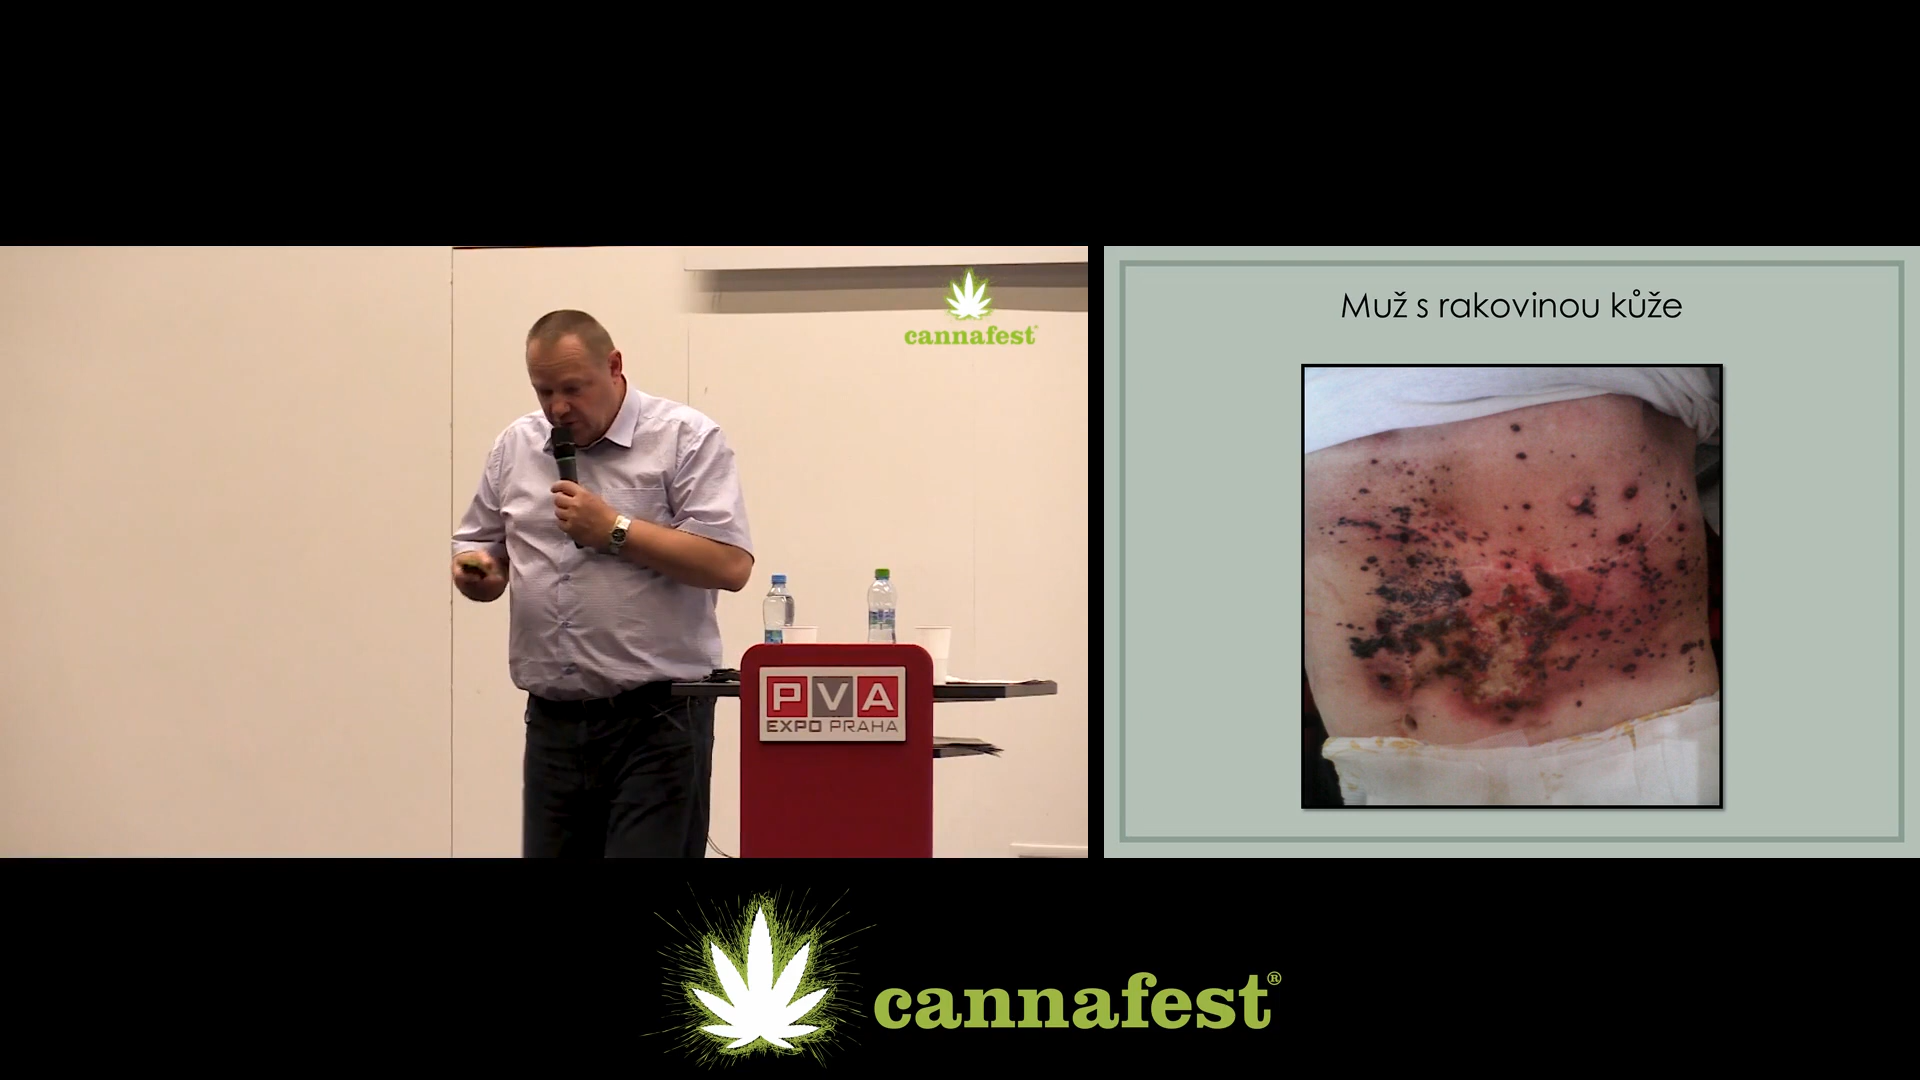 cannafest
Muž s rakovinou kůže
PVA
EXPO PRAHA
cannafest®